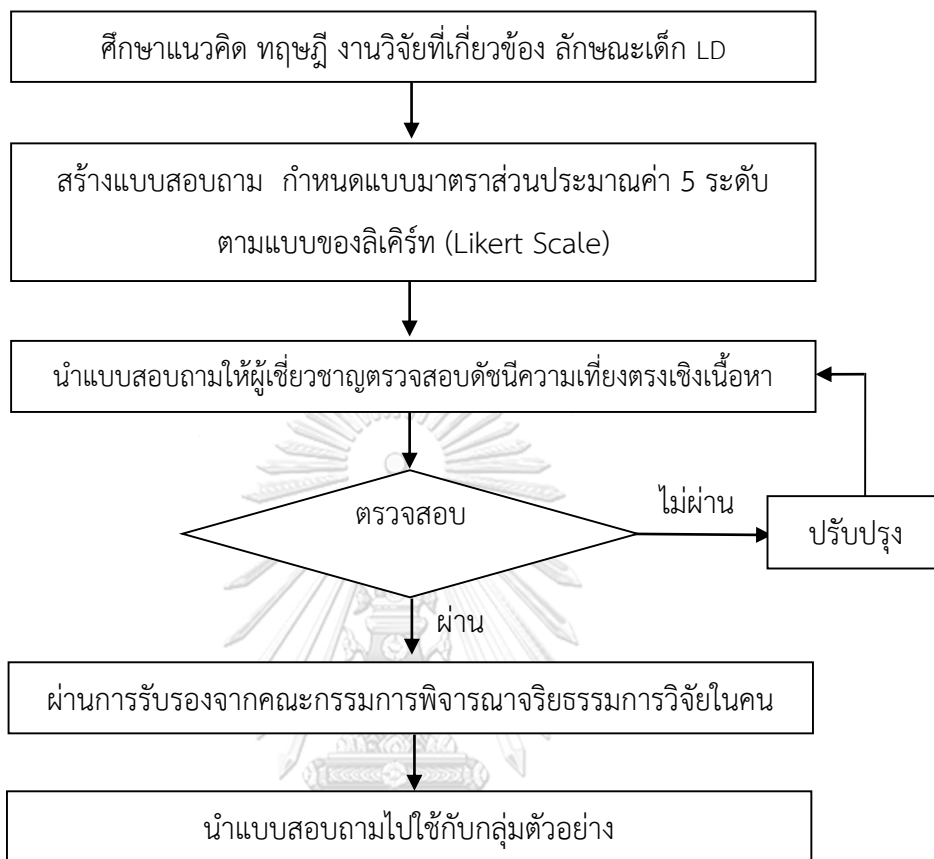 ศึกษาแนวคิด ทฤษฎี งานวิจัยที่เกี่ยวข้อง ลักษณะเด็ก LD
สร้างแบบสอบถาม กำหนดแบบมาตราส่วนประมาณค่า 5 ระดับ
ตามแบบของลิเคิร์ท (Likert Scale)
นำแบบสอบถามให้ผู้เชี่ยวชาญตรวจสอบดัชนีความเที่ยงตรงเชิงเนื้อหา
ตรวจสอบ
ไม่ผ่าน
ปรับปรุง
ผ่าน
ผ่านการรับรองจากคณะกรรมการพิจารณาจริยธรรมการวิจัยในคน
นำแบบสอบถามไปใช้กับกลุ่มตัวอย่าง